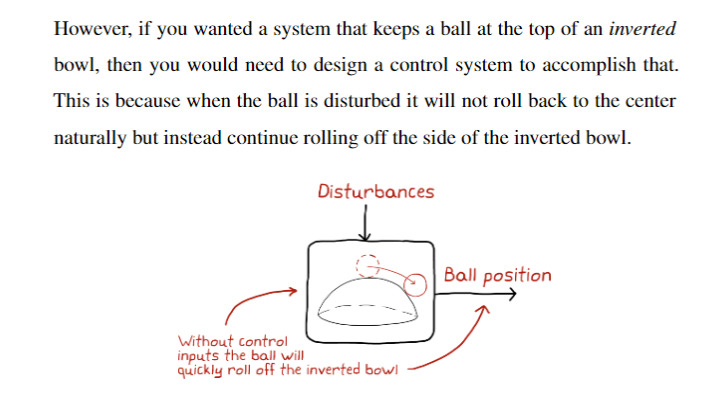 However, if you wanted a system that keeps a ball at the top of an inverted
bowl, then you would need to design a control system to accomplish that.
This is because when the ball is disturbed it will not roll back to the center
naturally but instead continue rolling off the side of the inverted bowl.
Disturbances
Ball position
Without control
inputs the ball will
quickly roll off the inverted bowl